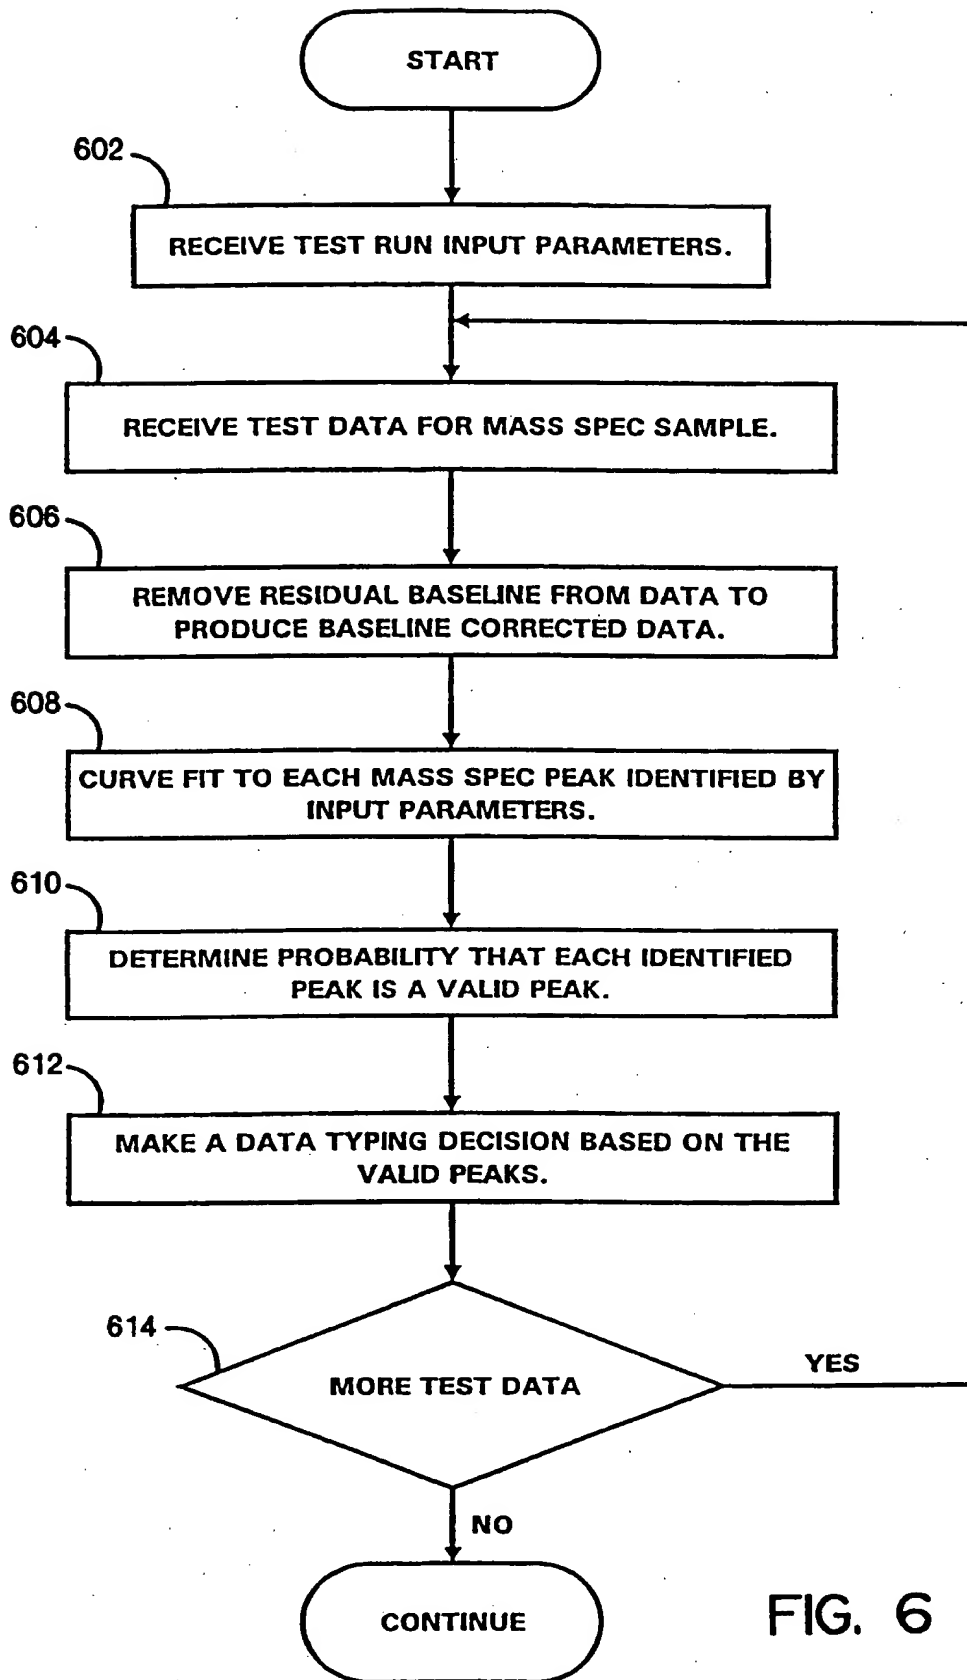 START
602
RECEIVE TEST RUN INPUT PARAMETERS.
604
RECEIVE TEST DATA FOR MASS SPEC SAMPLE.
606
REMOVE RESIDUAL BASELINE FROM DATA TO
PRODUCE BASELINE CORRECTED DATA.
608
CURVE FIT TO EACH MASS SPEC PEAK IDENTIFIED BY
INPUT PARAMETERS.
610
DETERMINE PROBABILITY THAT EACH IDENTIFIED
PEAK IS A VALID PEAK.
612
MAKE A DATA TYPING DECISION BASED ON THE
VALID PEAKS.
614
MORE TEST DATA
YES
NO
CONTINUE
FIG. 6